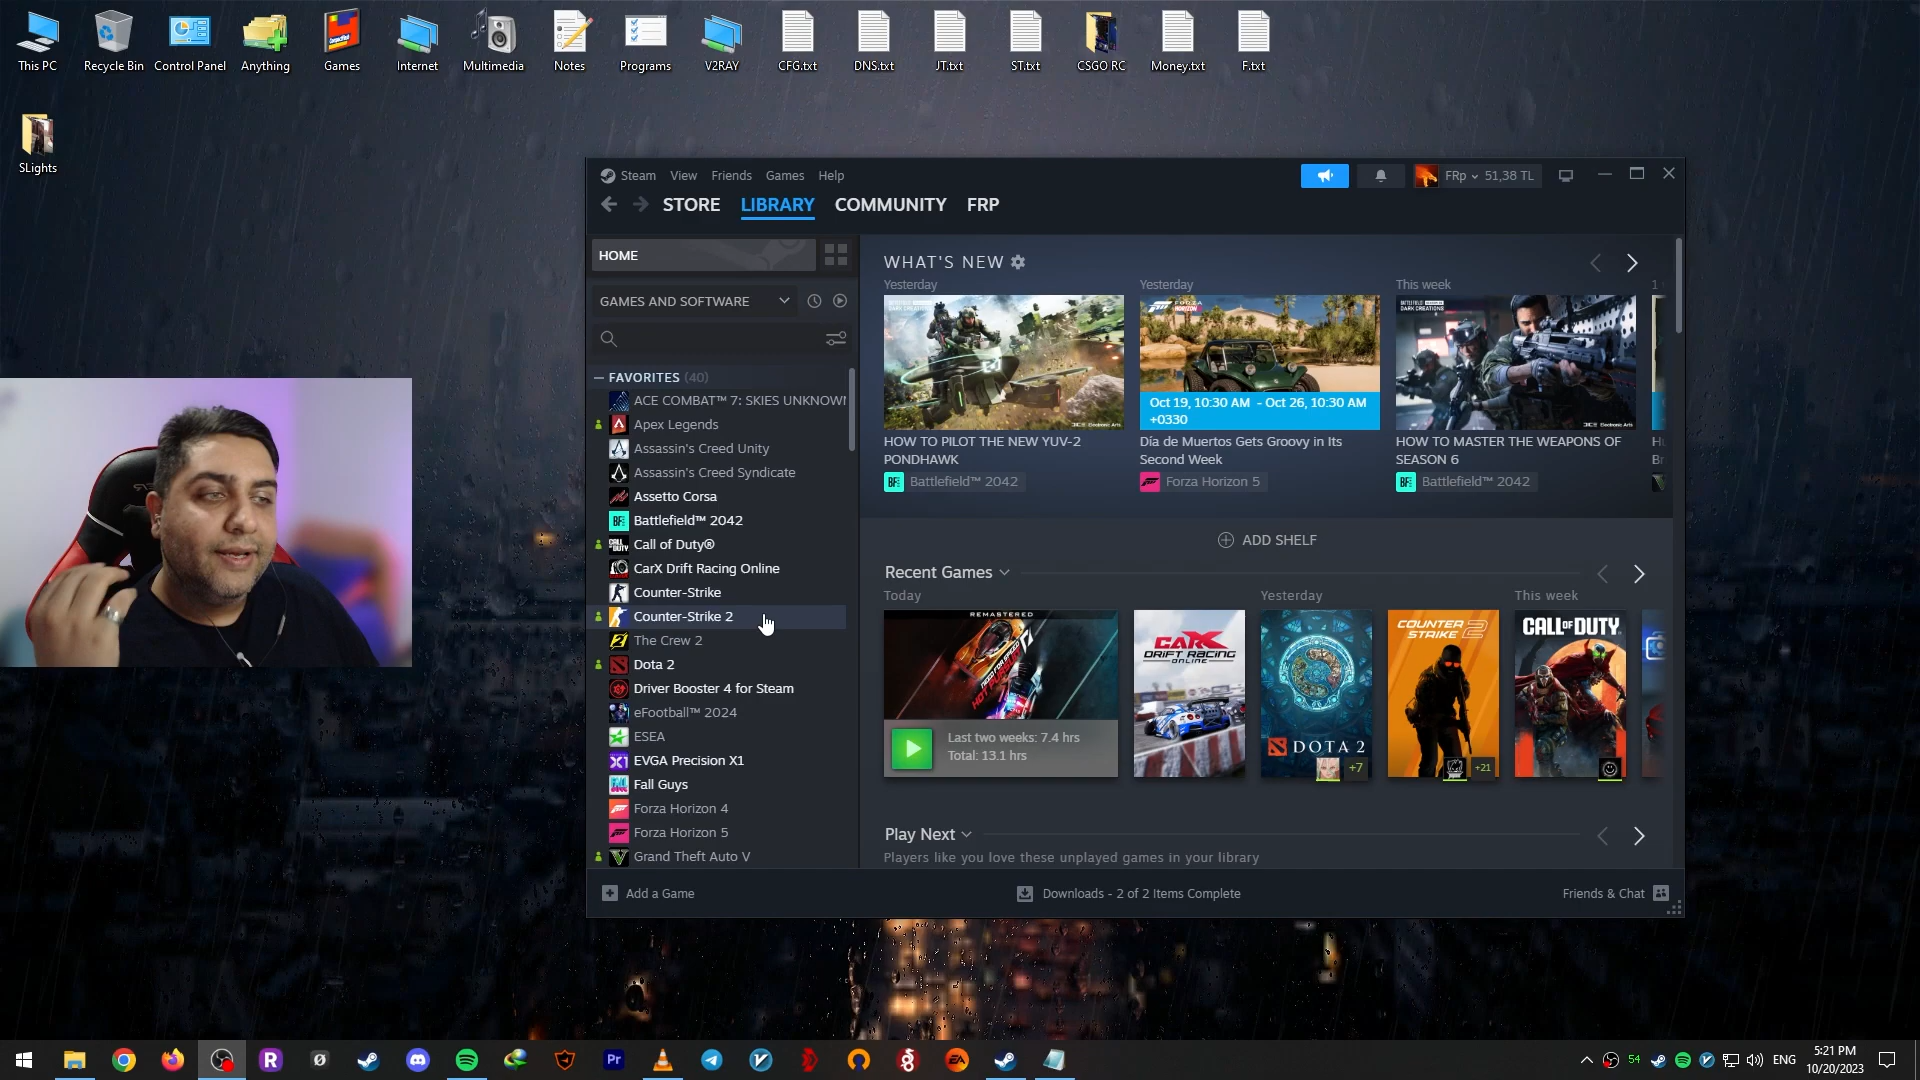 This PC
Recycle Bin
Control Panel
Anything
Games
Internet
Multimedia
Notes
Programs
V2RAY
CFG.txt
DNS.txt
JT.txt
ST.txt
CSGO RC
Money.txt
F.txt
SLights
Steam View Friends Games Help
FRp 51,38 TL
STORE LIBRARY COMMUNITY FRP
HOME
GAMES AND SOFTWARE
— FAVORITES (40)
ACE COMBAT™ 7: SKIES UNKNOWN
Apex Legends
Assassin's Creed Unity
Assassin's Creed Syndicate
Assetto Corsa
Battlefield™ 2042
Call of Duty®
CarX Drift Racing Online
Counter-Strike
Counter-Strike 2
The Crew 2
Dota 2
Driver Booster 4 for Steam
eFootball™ 2024
ESEA
EVGA Precision X1
Fall Guys
Forza Horizon 4
Forza Horizon 5
Grand Theft Auto V
WHAT'S NEW
Yesterday
HOW TO PILOT THE NEW YUV-2
PONDHAWK
Battlefield™ 2042
Yesterday
FORZA
HORIZON
Oct 19, 10:30 AM - Oct 26, 10:30 AM
+0330
Día de Muertos Gets Groovy in Its
Second Week
Forza Horizon 5
This week
HOW TO MASTER THE WEAPONS OF
SEASON 6
Battlefield™ 2042
ADD SHELF
Recent Games
Today
REMASTERED
Last two weeks: 7.4 hrs
Total: 13.1 hrs
CARX
DRIFT RACING
ONLINE
Yesterday
DOTA 2
+7
COUNTER
STRIKE 2
+21
This week
CALL OF DUTY
Play Next
Players like you love these unplayed games in your library
Add a Game
Downloads - 2 of 2 Items Complete
Friends & Chat
Pr
EA
54
ENG
5:21 PM
10/20/2023